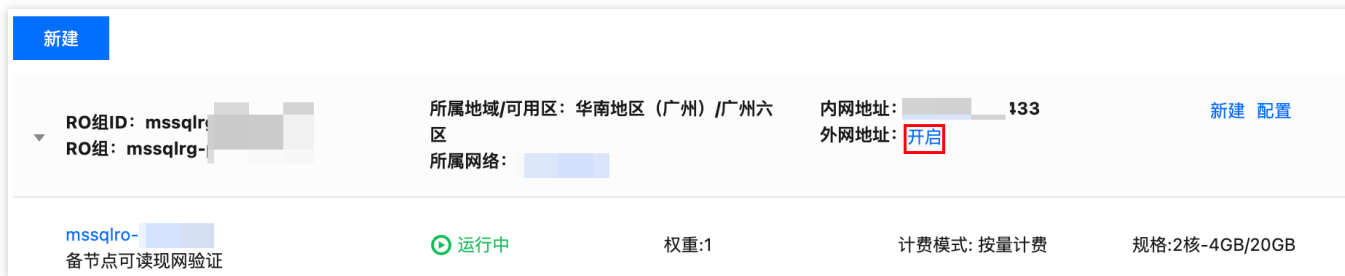 新建
RO组ID：mssqlr
RO组：mssqlrg-
所属地域/可用区：华南地区（广州）/广州六
区
所属网络：
内网地址： 433
外网地址：开启
新建 配置
mssqlro-
备节点可读现网验证
运行中
权重:1
计费模式: 按量计费
规格:2核-4GB/20GB